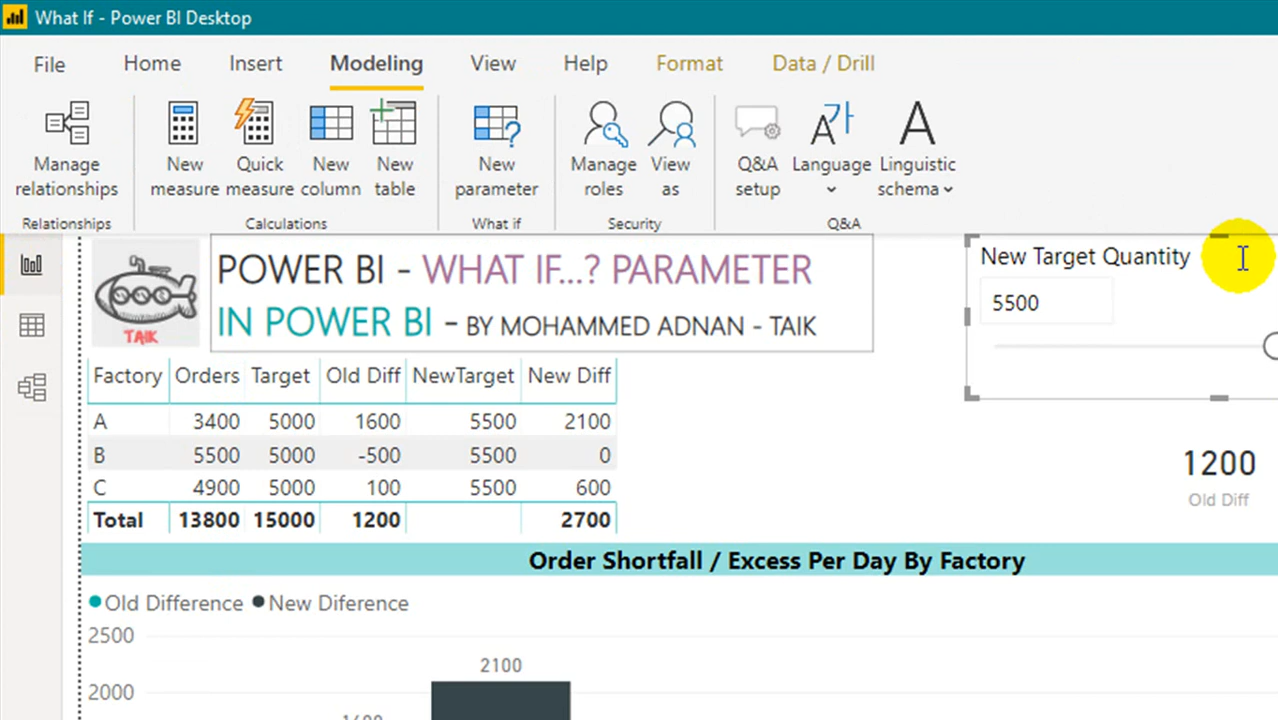 What If - Power BI Desktop
File Home Insert Modeling View Help Format Data / Drill
Manage relationships
New measure
Quick measure
New column
New table
New parameter
Manage roles
View as
Q&A setup
Language
Linguistic schema
Relationships Calculations What if Security Q&A
TAIK
POWER BI - WHAT IF...? PARAMETER
IN POWER BI - BY MOHAMMED ADNAN - TAIK
New Target Quantity
5500
Factory Orders Target Old Diff NewTarget New Diff
A 3400 5000 1600 5500 2100
B 5500 5000 -500 5500 0
C 4900 5000 100 5500 600
Total 13800 15000 1200 2700
1200
Old Diff
Order Shortfall / Excess Per Day By Factory
Old Difference New Diference
2500
2100
2000
1600